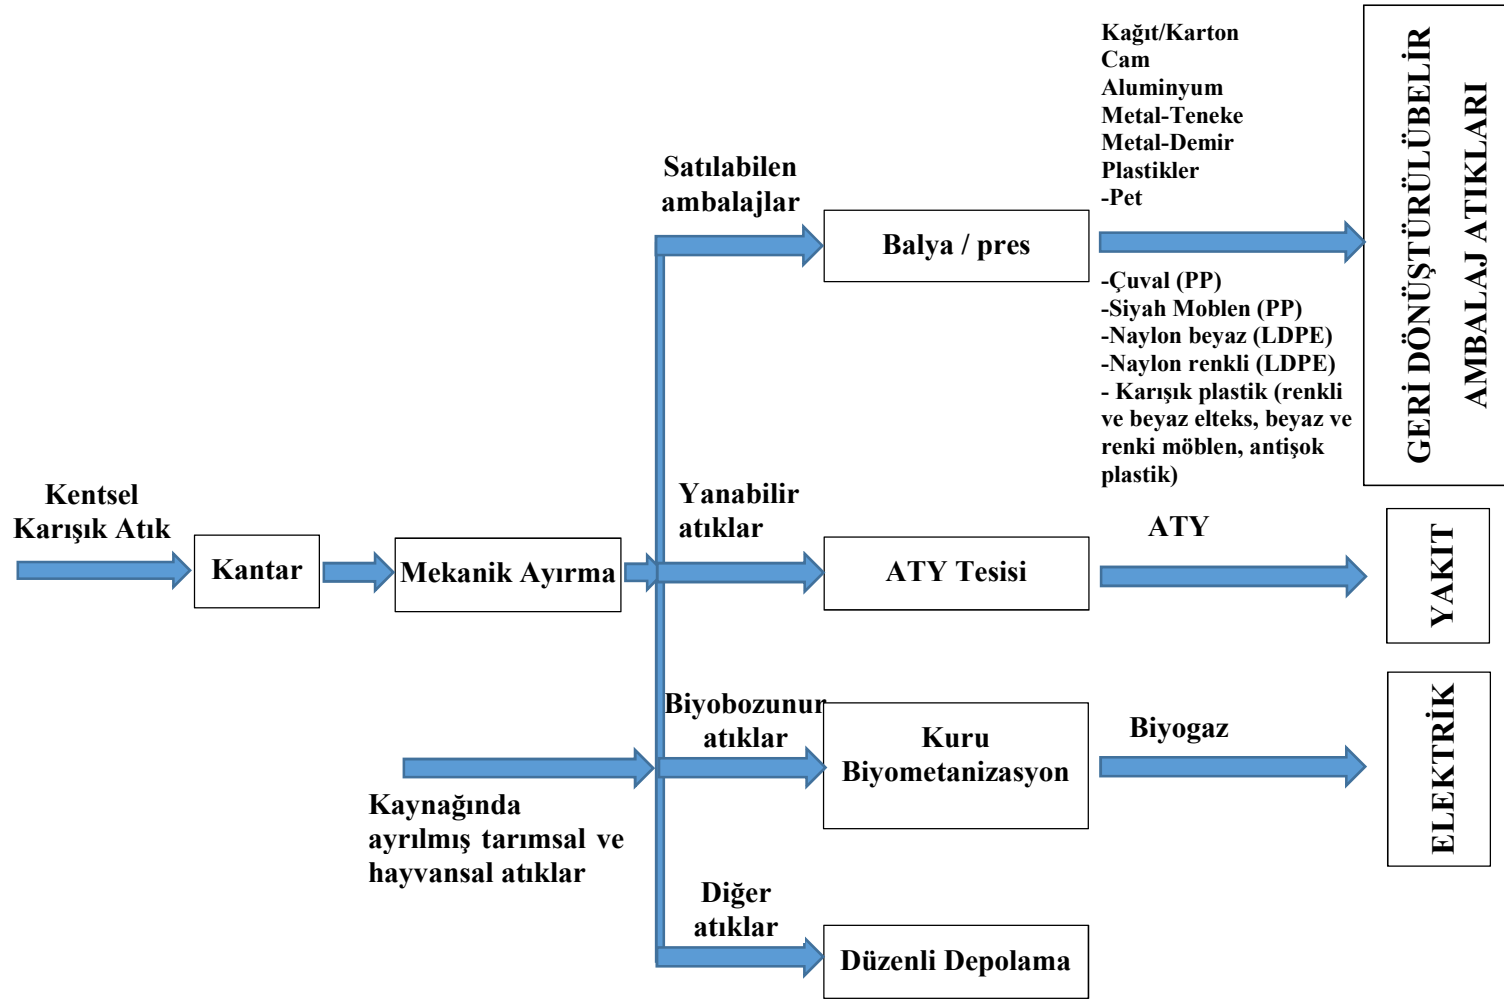 Kağıt/Karton
Cam
Aluminyum
Metal-Teneke
Metal-Demir
Plastikler
-Pet
Satılabilen
ambalajlar
Balya / pres
-Çuval (PP)
-Siyah Moblen (PP)
-Naylon beyaz (LDPE)
-Naylon renkli (LDPE)
- Karışık plastik (renkli
ve beyaz elteks, beyaz ve
renki möblen, antişok
plastik)
GERİ DÖNÜŞTÜRÜLÜBELİR
AMBALAJ ATIKLARI
Kentsel
Karışık Atık
Kantar
Mekanik Ayırma
Yanabilir
atıklar
ATY Tesisi
ATY
YAKIT
Kaynağında
ayrılmış tarımsal ve
hayvansal atıklar
Biyobozunur
atıklar
Kuru
Biyometanizasyon
Biyogaz
ELEKTRİK
Diğer
atıklar
Düzenli Depolama